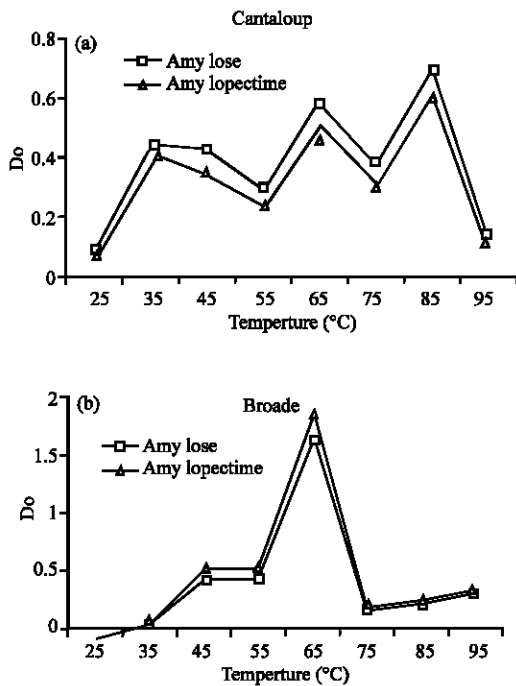 Cantaloup
(a)
Amy lose
Amy lopectime
Do
0.8
0.6
0.4
0.2
0
25 35 45 55 65 75 85 95
Temperture (°C)
(b)
Broade
Amy lose
Amy lopectime
Do
2
1.5
1
0.5
0
25 35 45 55 65 75 85 95
Temperture (°C)